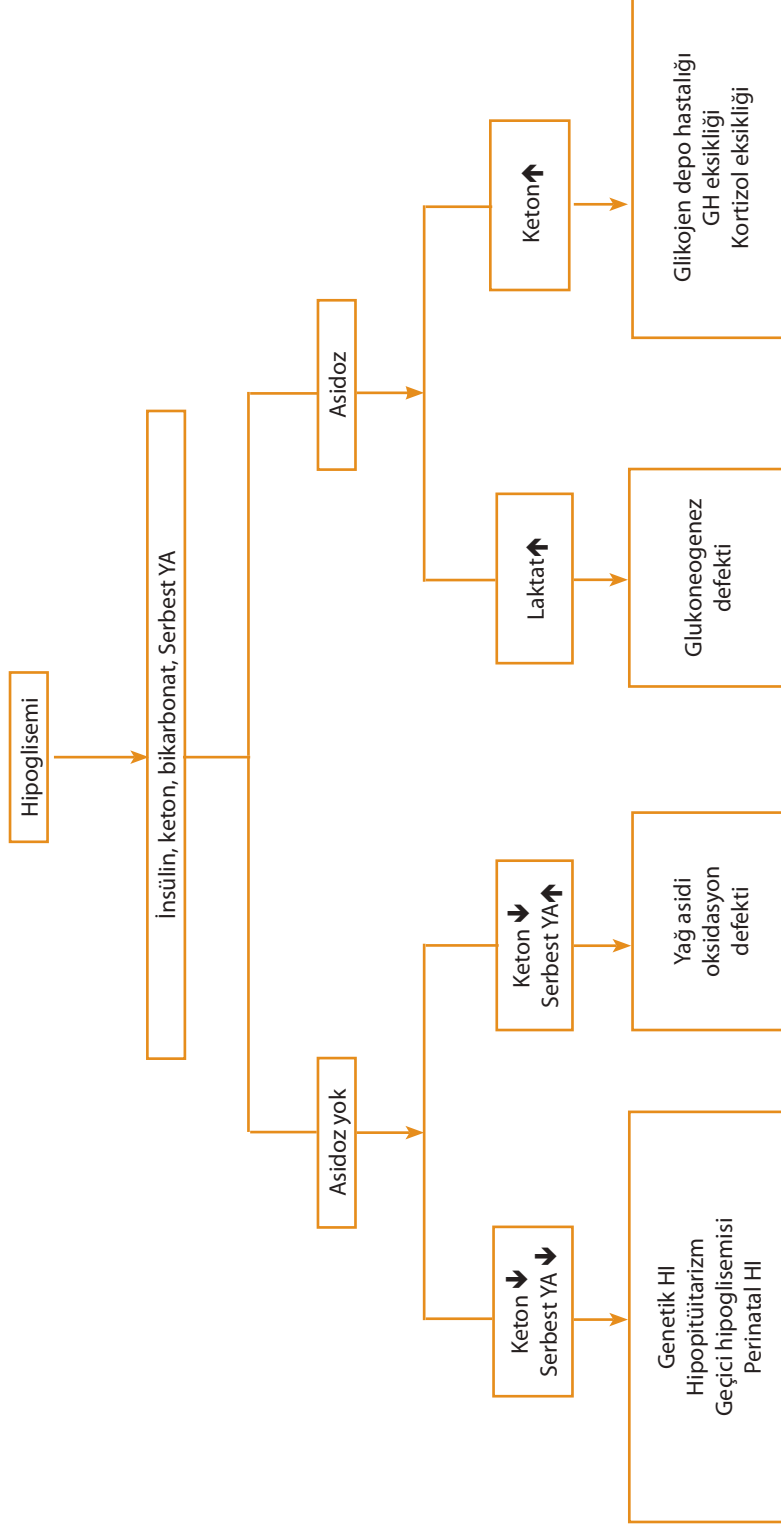 Hipoglisemi
İnsülin, keton, bikarbonat, Serbest YA
Asidoz yok
Asidoz
Keton ↓
Serbest YA ↓
Keton ↓
Serbest YA↑
Laktat↑
Keton↑
Genetik HI
Hipopitüitarizm
Geçici hipoglisemisi
Perinatal HI
Yağ asidi
oksidasyon
defekti
Glukoneogenez
defekti
Glikojen depo hastalığı
GH eksikliği
Kortizol eksikliği